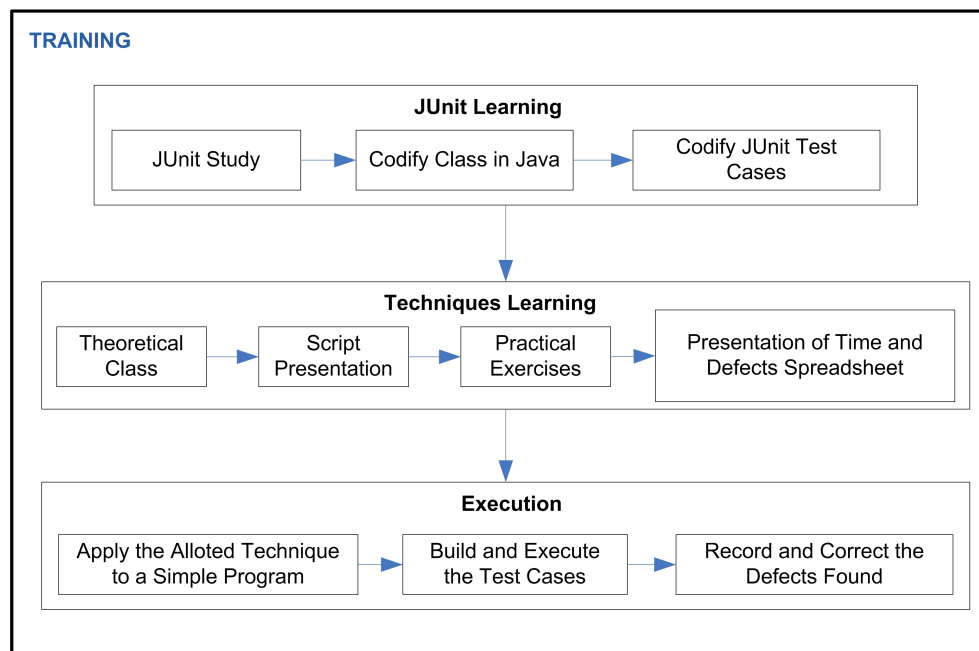 TRAINING
JUnit Learning
JUnit Study
Codify Class in Java
Codify JUnit Test
Cases
Techniques Learning
Theoretical
Class
Script
Presentation
Practical
Exercises
Presentation of Time and
Defects Spreadsheet
Execution
Apply the Alloted Technique
to a Simple Program
Build and Execute
the Test Cases
Record and Correct the
Defects Found